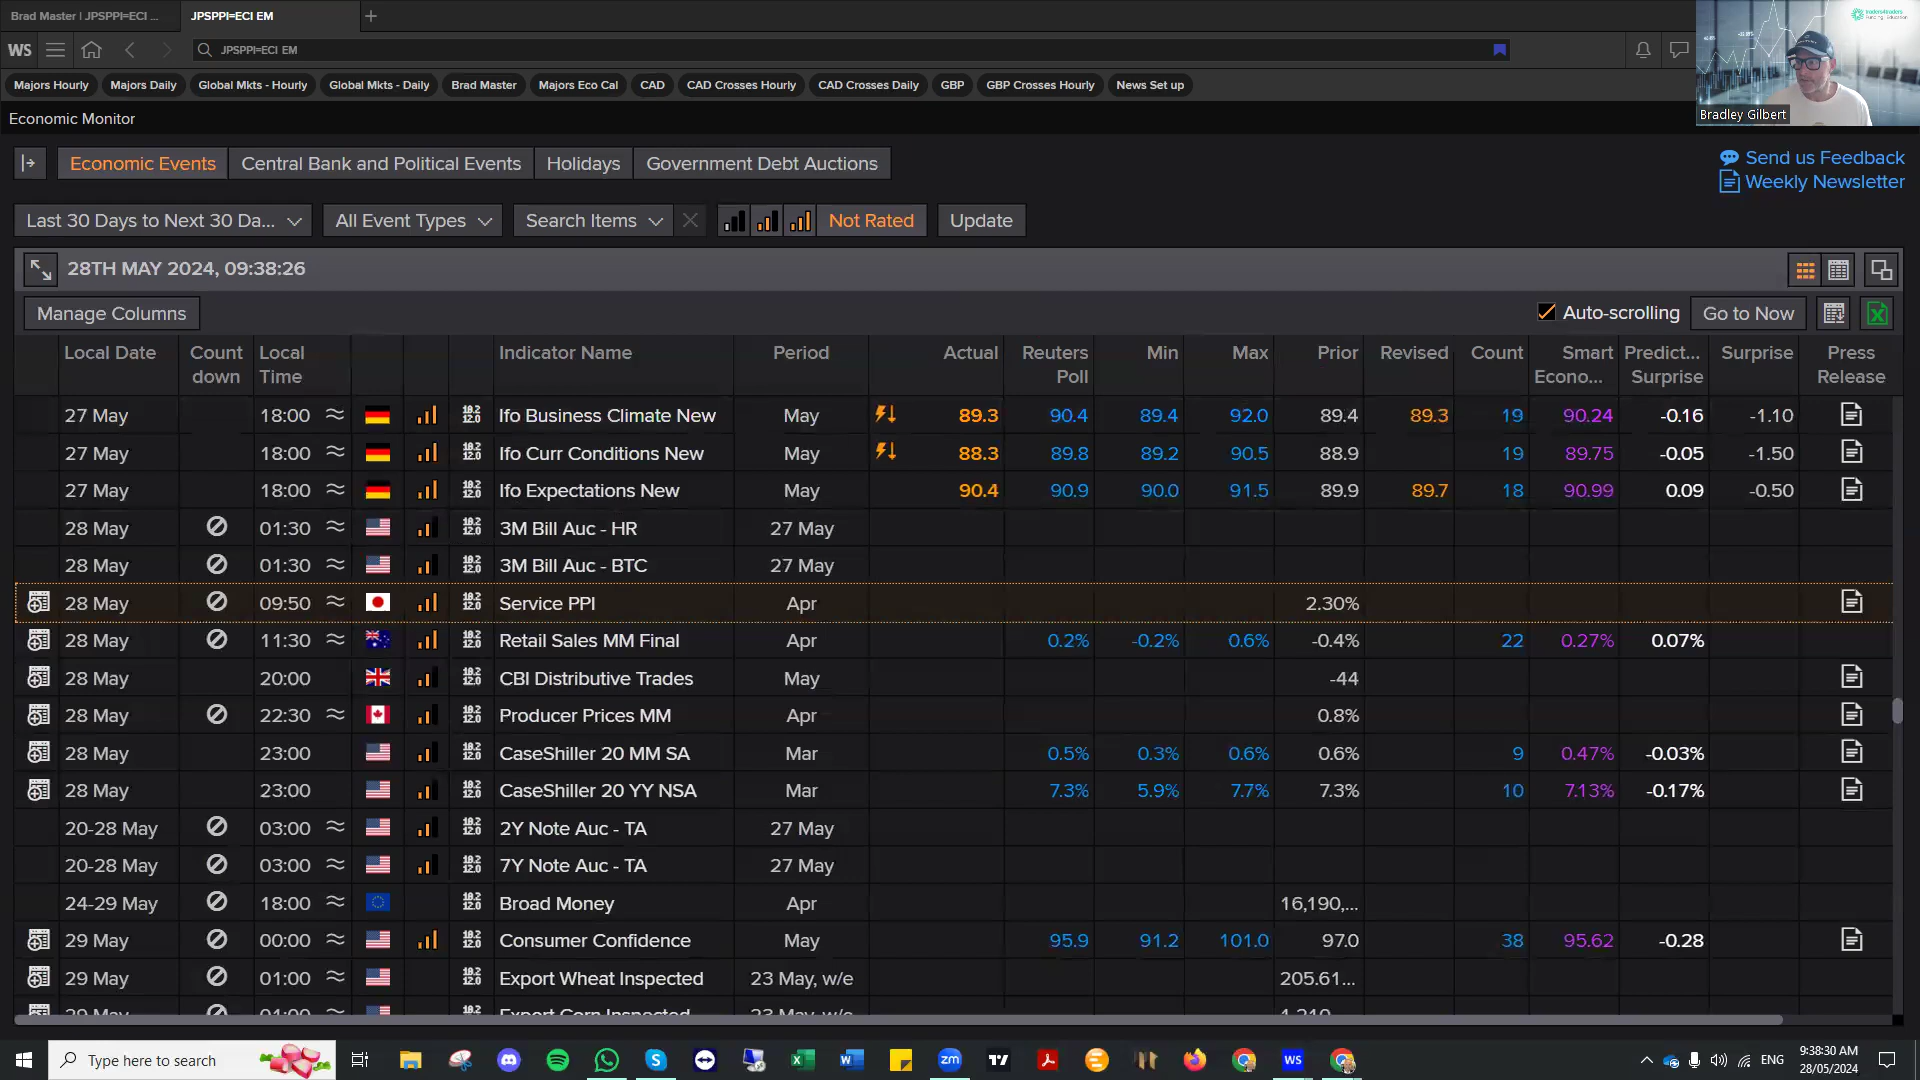 Brad Master | JPSPPI=ECI ...
JPSPPI=ECI EM
WS JPSPPI=ECI EM
Majors Hourly Majors Daily Global Mkts - Hourly Global Mkts - Daily Brad Master Majors Eco Cal CAD CAD Crosses Hourly CAD Crosses Daily GBP GBP Crosses Hourly News Set up
traders4traders
Bradley Gilbert
Economic Monitor
Economic Events Central Bank and Political Events Holidays Government Debt Auctions
Send us Feedback
Weekly Newsletter
Last 30 Days to Next 30 Da... All Event Types Search Items Not Rated Update
28TH MAY 2024, 09:38:26
Manage Columns Auto-scrolling Go to Now
Local Date Count down Local Time Indicator Name Period Actual Reuters Poll Min Max Prior Revised Count Smart Econo... Predict... Surprise Surprise Press Release
27 May 18:00 Ifo Business Climate New May 89.3 90.4 89.4 92.0 89.4 89.3 19 90.24 -0.16 -1.10
27 May 18:00 Ifo Curr Conditions New May 88.3 89.8 89.2 90.5 88.9 19 89.75 -0.05 -1.50
27 May 18:00 Ifo Expectations New May 90.4 90.9 90.0 91.5 89.9 89.7 18 90.99 0.09 -0.50
28 May 01:30 3M Bill Auc - HR 27 May
28 May 01:30 3M Bill Auc - BTC 27 May
28 May 09:50 Service PPI Apr 2.30%
28 May 11:30 Retail Sales MM Final Apr 0.2% -0.2% 0.6% -0.4% 22 0.27% 0.07%
28 May 20:00 CBI Distributive Trades May -44
28 May 22:30 Producer Prices MM Apr 0.8%
28 May 23:00 CaseShiller 20 MM SA Mar 0.5% 0.3% 0.6% 0.6% 9 0.47% -0.03%
28 May 23:00 CaseShiller 20 YY NSA Mar 7.3% 5.9% 7.7% 7.3% 10 7.13% -0.17%
20-28 May 03:00 2Y Note Auc - TA 27 May
20-28 May 03:00 7Y Note Auc - TA 27 May
24-29 May 18:00 Broad Money Apr 16,190,...
29 May 00:00 Consumer Confidence May 95.9 91.2 101.0 97.0 38 95.62 -0.28
29 May 01:00 Export Wheat Inspected 23 May, w/e 205.61...
29 May 01:00 Export Corn Inspected 23 May, w/e 1,210
Type here to search
ENG
9:38:30 AM
28/05/2024